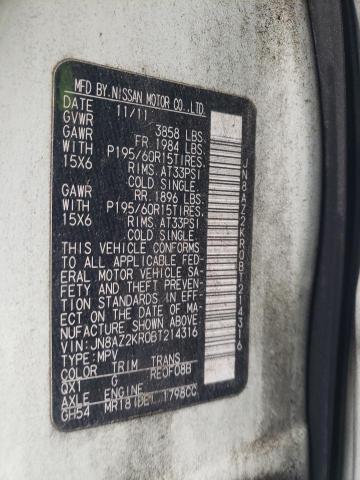 MFD BY.NISSAN MOTOR CO.,LTD.
DATE 11/11
GVWR 3858 LBS.
GAWR FR. 1984 LBS.
WITH P195/60R15TIRES.
15X6 RIMS. AT33PSI
COLD SINGLE.
GAWR RR. 1896 LBS.
WITH P195/60R15TIRES.
15X6 RIMS. AT33PSI
COLD SINGLE.
THIS VEHICLE CONFORMS
TO ALL APPLICABLE FED-
ERAL MOTOR VEHICLE SA-
FETY AND THEFT PREVEN-
TION STANDARDS IN EFF-
ECT ON THE DATE OF MA-
NUFACTURE SHOWN ABOVE.
VIN:JN8AZ2KR0BT214316
TYPE:MPV
COLOR TRIM TRANS
QX1 G RE0F08B
AXLE ENGINE
GH54 MR18(DE) 1798CC
JN8AZ2KR0BT214316